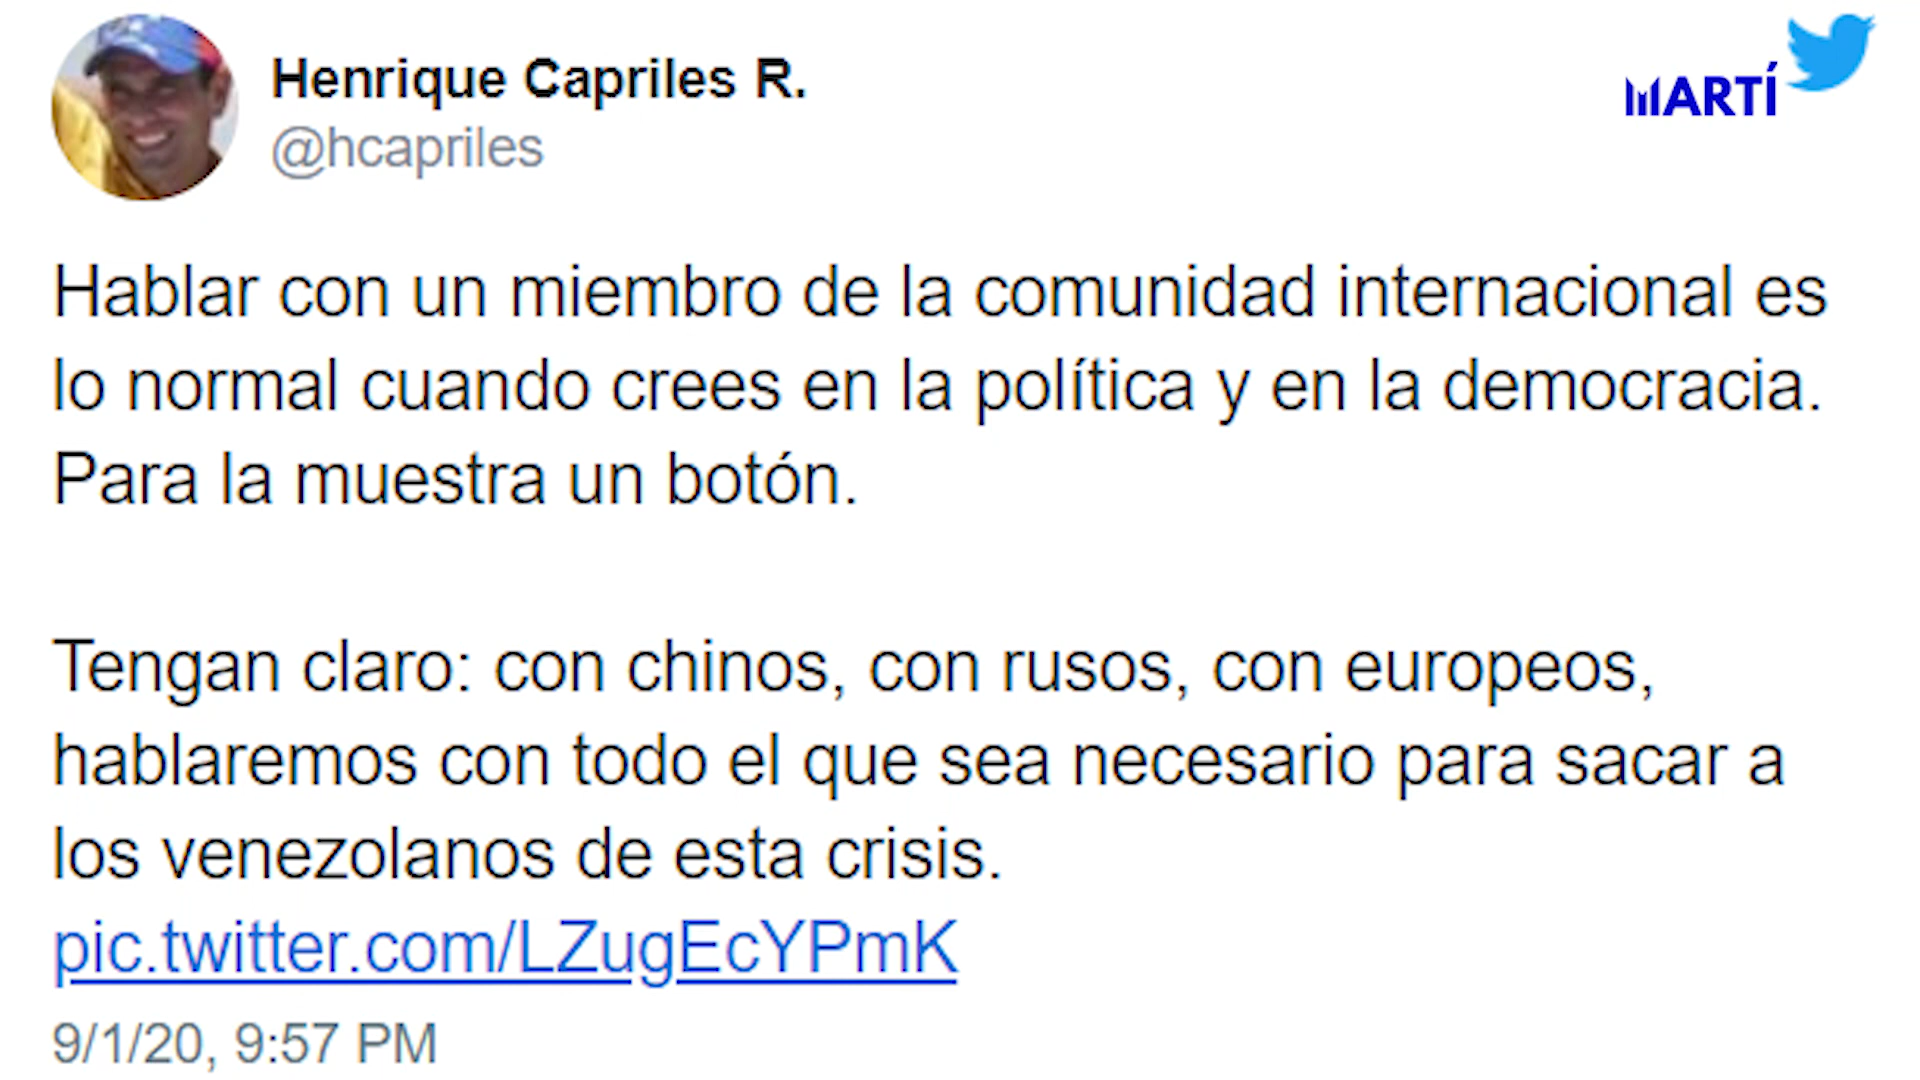 Henrique Capriles R.
@hcapriles
MARTÍ
Hablar con un miembro de la comunidad internacional es
lo normal cuando crees en la política y en la democracia.
Para la muestra un botón.
Tengan claro: con chinos, con rusos, con europeos,
hablaremos con todo el que sea necesario para sacar a
los venezolanos de esta crisis.
pic.twitter.com/LZugEcYPmK
9/1/20, 9:57 PM